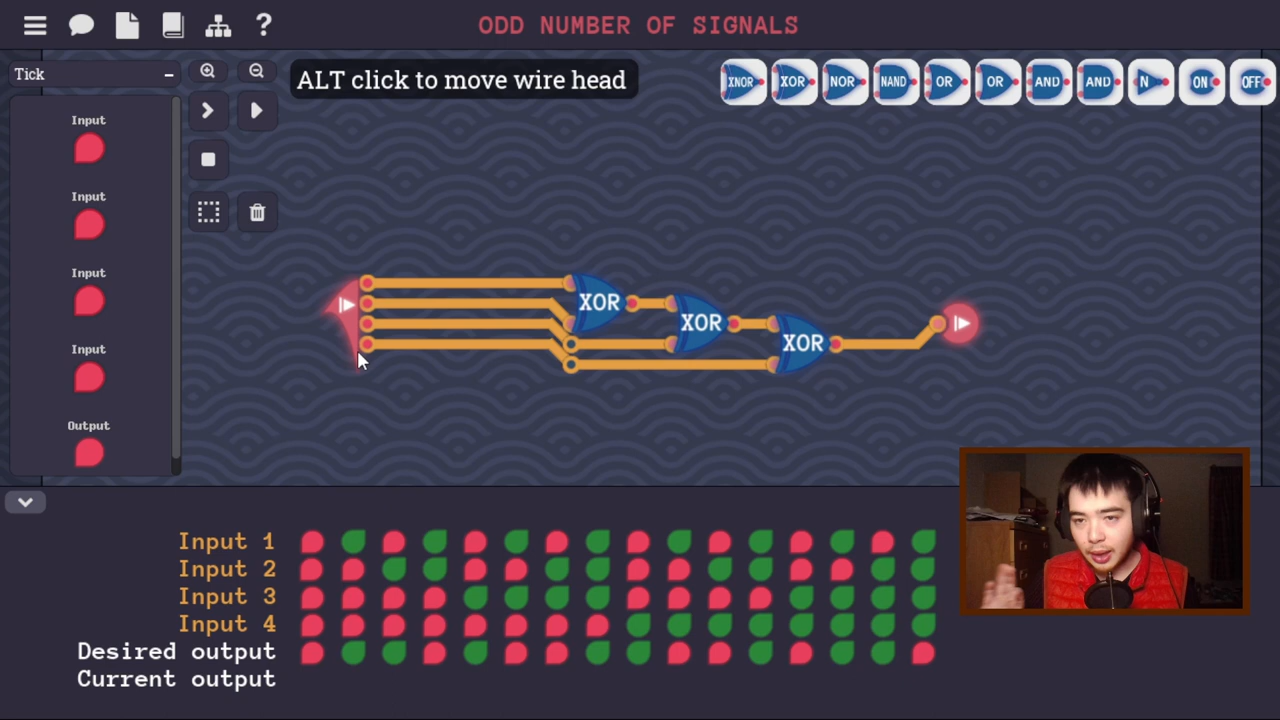 ?
ODD NUMBER OF SIGNALS
Tick
ALT click to move wire head
XNOR XOR NOR NAND OR OR AND AND N ON OFF
Input
Input
Input
Input
Output
XOR
XOR
XOR
Input 1
Input 2
Input 3
Input 4
Desired output
Current output